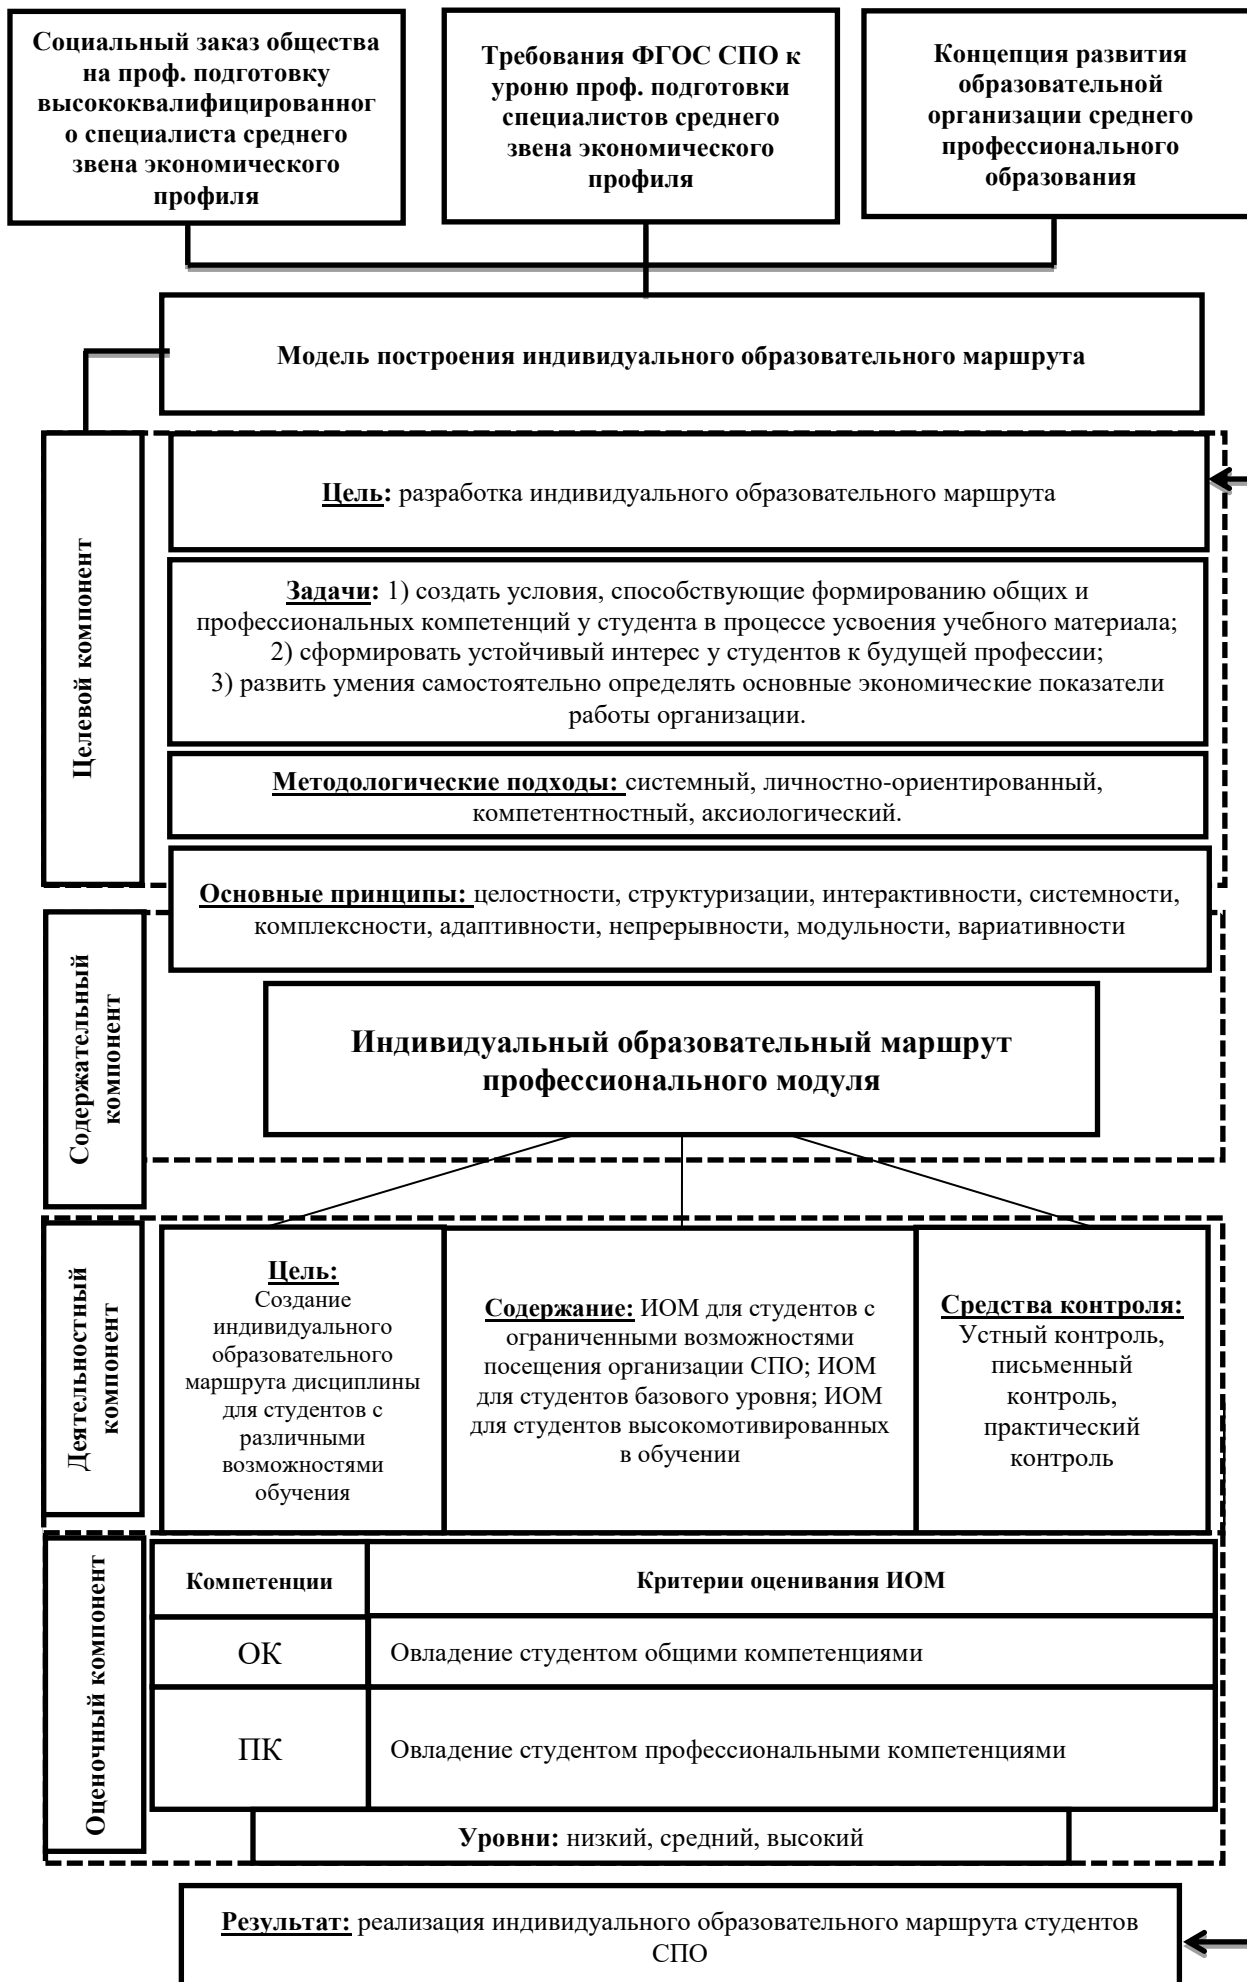 Социальный заказ общества
на проф. подготовку
высококвалифицированног
о специалиста среднего
звена экономического
профиля
Требования ФГОС СПО к
уроню проф. подготовки
специалистов среднего
звена экономического
профиля
Концепция развития
образовательной
организации среднего
профессионального
образования
Модель построения индивидуального образовательного маршрута
Целевой компонент
Цель: разработка индивидуального образовательного маршрута
Задачи: 1) создать условия, способствующие формированию общих и
профессиональных компетенций у студента в процессе усвоения учебного материала;
2) сформировать устойчивый интерес у студентов к будущей профессии;
3) развить умения самостоятельно определять основные экономические показатели
работы организации.
Методологические подходы: системный, личностно-ориентированный,
компетентностный, аксиологический.
Основные принципы: целостности, структуризации, интерактивности, системности,
комплексности, адаптивности, непрерывности, модульности, вариативности
Содержательный
компонент
Индивидуальный образовательный маршрут
профессионального модуля
Деятельностный
компонент
Цель:
Создание
индивидуального
образовательного
маршрута дисциплины
для студентов с
различными
возможностями
обучения
Содержание: ИОМ для студентов с
ограниченными возможностями
посещения организации СПО; ИОМ
для студентов базового уровня; ИОМ
для студентов высокомотивированных
в обучении
Средства контроля:
Устный контроль,
письменный
контроль,
практический
контроль
Оценочный компонент
Компетенции
Критерии оценивания ИОМ
ОК
Овладение студентом общими компетенциями
ПК
Овладение студентом профессиональными компетенциями
Уровни: низкий, средний, высокий
Результат: реализация индивидуального образовательного маршрута студентов
СПО